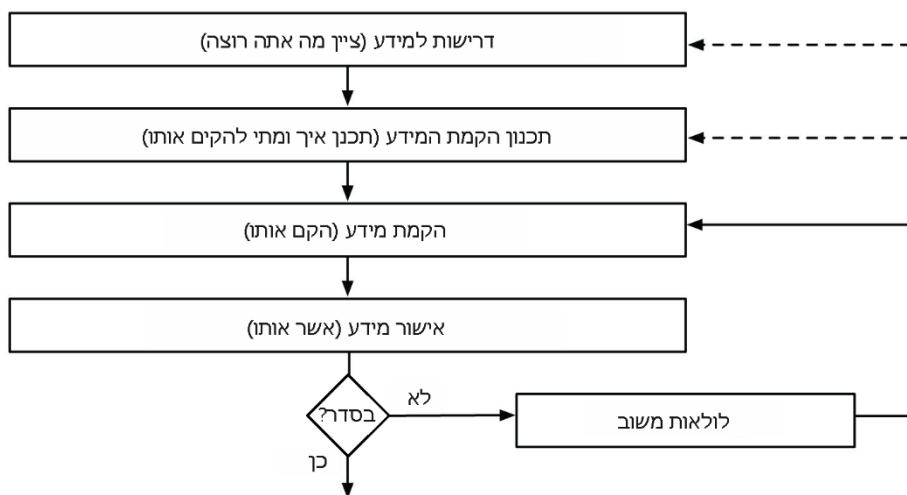 דרישות למידע (ציין מה אתה רוצה)
תכנון הקמת המידע (תכנן איך ומתי להקים אותו)
הקמת מידע (הקם אותו)
אישור מידע (אשר אותו)
בסדר?
לא
לולאות משוב
כן